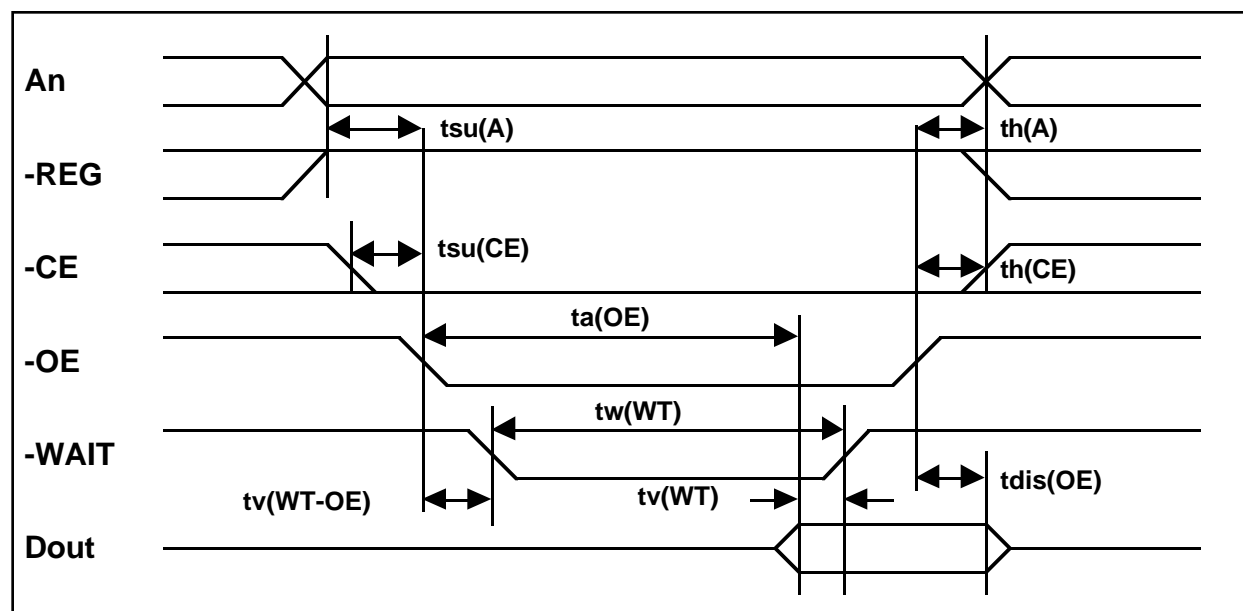 An
tsu(A)
th(A)
-REG
tsu(CE)
th(CE)
-CE
ta(OE)
-OE
tw(WT)
-WAIT
tv(WT-OE)
tv(WT)
tdis(OE)
Dout